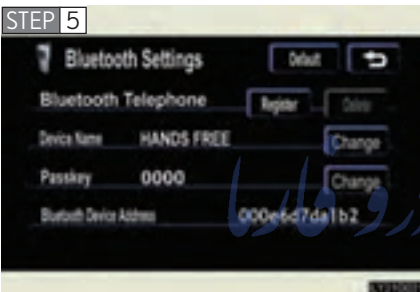 STEP 5
Bluetooth Settings Default
Bluetooth Telephone Register Delete
Device Name HANDS FREE Change
Passkey 0000 Change
Bluetooth Device Address 000e6d7da1b2